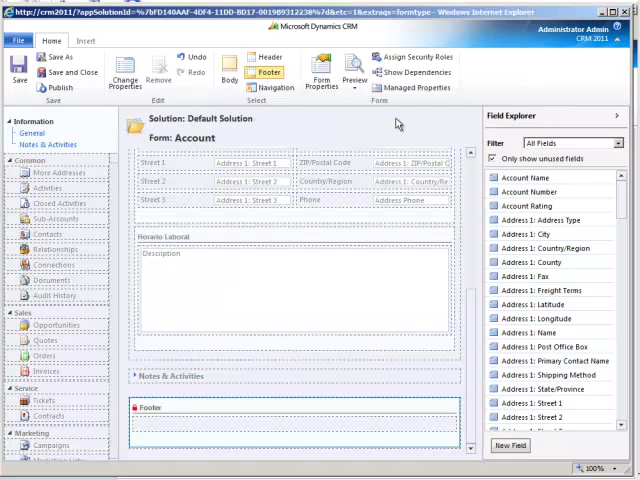 http://crm2011/?appSolutionId=%7bFD140AAF-4DF4-11DD-BD17-0019B9312238%7d&etc=1&extraqs=formtype - Windows Internet Explorer
Microsoft Dynamics CRM
File
Home
Insert
Administrator Admin
CRM 2011
Save
Save As
Save and Close
Publish
Save
Change
Properties
Remove
Undo
Redo
Edit
Body
Header
Footer
Navigation
Select
Form
Properties
Preview
Assign Security Roles
Show Dependencies
Managed Properties
Form
Information
General
Notes & Activities
Common
More Addresses
Activities
Closed Activities
Sub-Accounts
Contacts
Relationships
Connections
Documents
Audit History
Sales
Opportunities
Quotes
Orders
Invoices
Service
Tickets
Contracts
Marketing
Campaigns
Solution: Default Solution
Form: Account
Street 1 Address 1: Street 1 ZIP/Postal Code Address 1: ZIP/Postal C
Street 2 Address 1: Street 2 Country/Region Address 1: Country/Re
Street 3 Address 1: Street 3 Phone Address Phone
Horario Laboral
Description
Notes & Activities
Footer
Field Explorer
Filter All Fields
Only show unused fields
Account Name
Account Number
Account Rating
Address 1: Address Type
Address 1: City
Address 1: Country/Region
Address 1: County
Address 1: Fax
Address 1: Freight Terms
Address 1: Latitude
Address 1: Longitude
Address 1: Name
Address 1: Post Office Box
Address 1: Primary Contact Name
Address 1: Shipping Method
Address 1: State/Province
Address 1: Street 1
Address 1: Street 2
New Field
100%